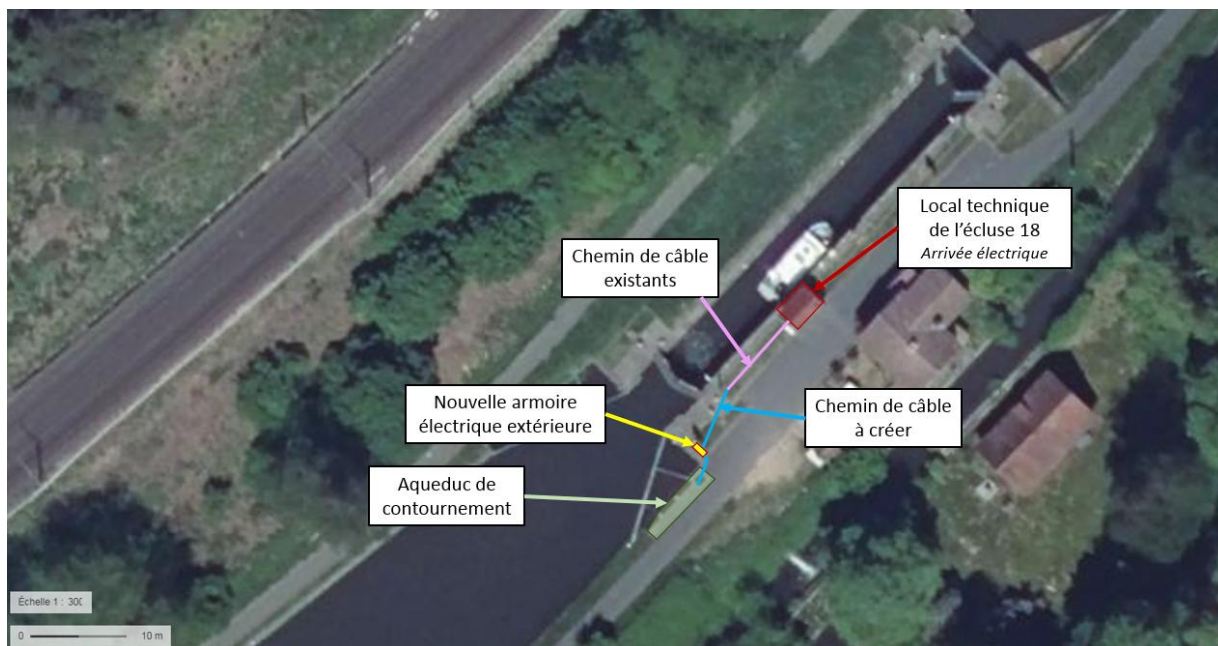 Local technique
de l'écluse 18
Arrivée électrique
Chemin de câble
existants
Nouvelle armoire
électrique extérieure
Chemin de câble
à créer
Aqueduc de
contournement
Échelle 1 : 300
0 10 m